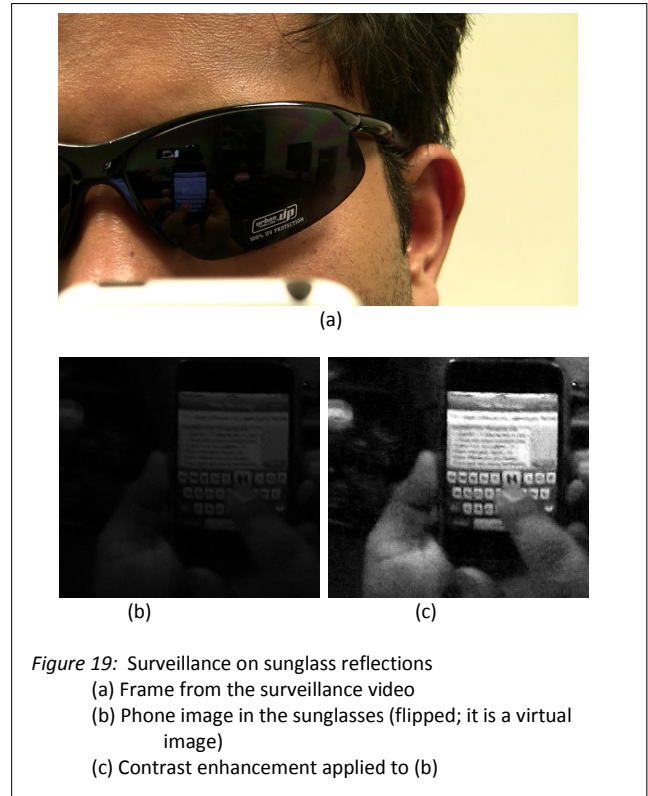 urban dp
100% UV PROTECTION
(a)
(b)
(c)
Figure 19: Surveillance on sunglass reflections
(a) Frame from the surveillance video
(b) Phone image in the sunglasses (flipped; it is a virtual
image)
(c) Contrast enhancement applied to (b)